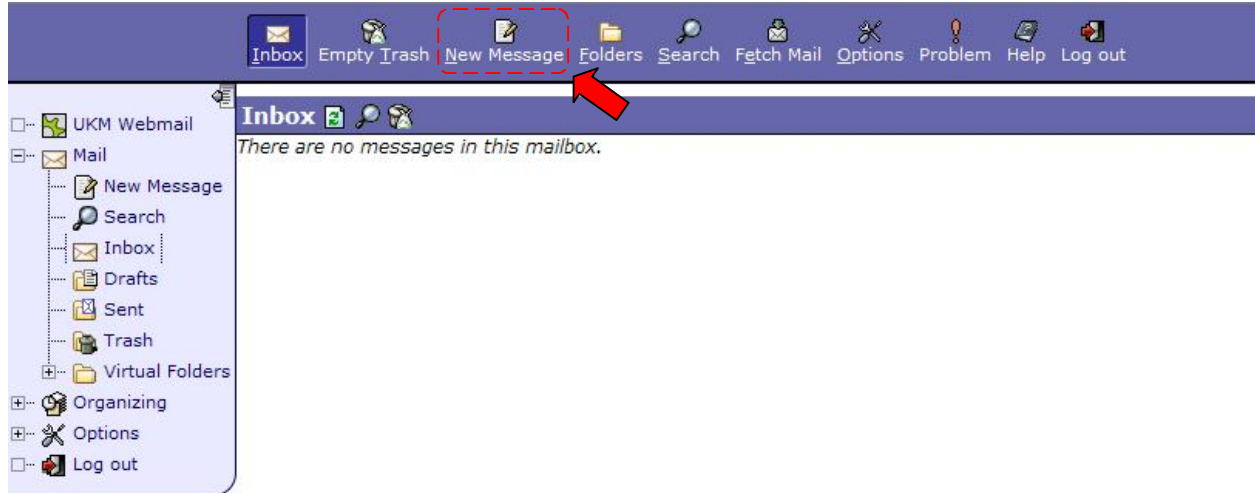 Inbox Empty Trash New Message Folders Search Fetch Mail Options Problem Help Log out
Inbox
There are no messages in this mailbox.
UKM Webmail
Mail
New Message
Search
Inbox
Drafts
Sent
Trash
Virtual Folders
Organizing
Options
Log out